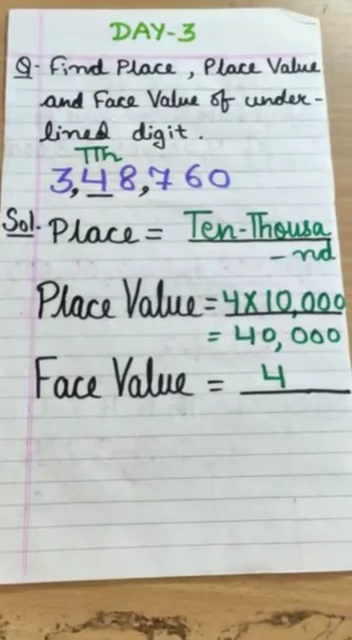 DAY-3
Q- Find Place, Place Value
and Face Value of under-
lined digit.
TTh
3,48,760
Sol. Place = Ten-Thousa
-nd
Place Value = 4x10,000
= 40,000
Face Value = 4